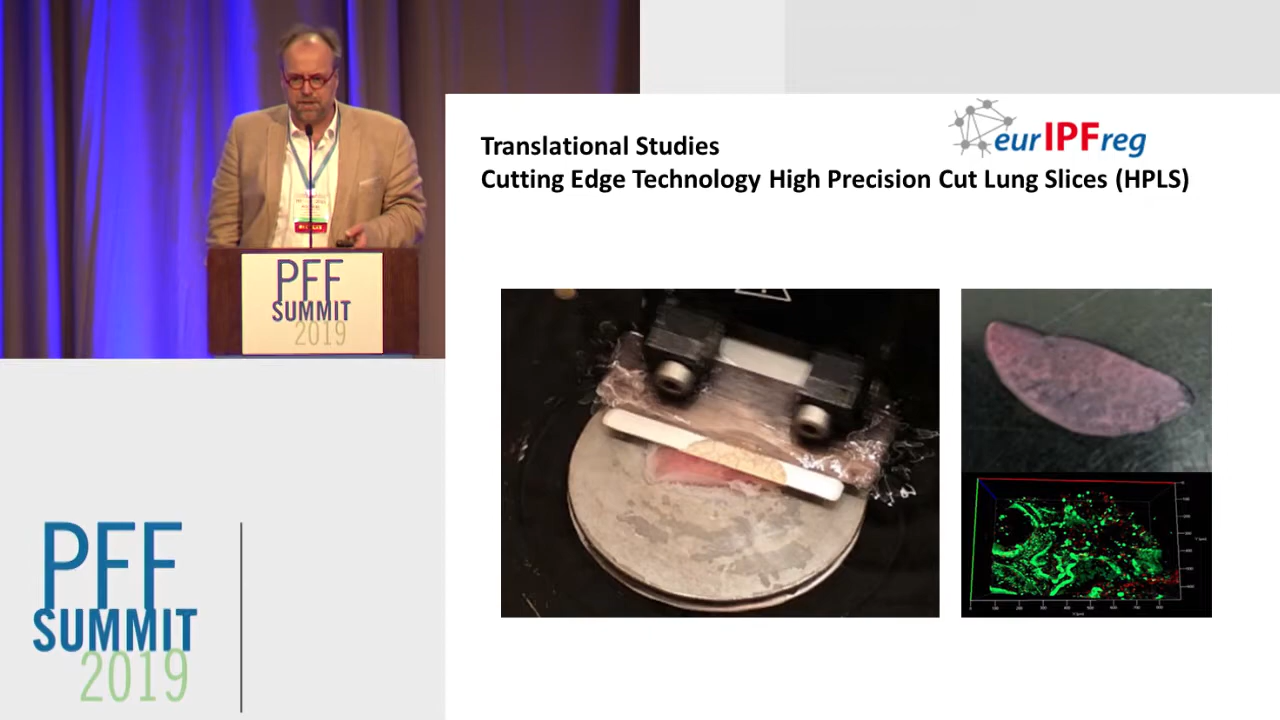 Translational Studies
Cutting Edge Technology High Precision Cut Lung Slices (HPLS)
eurIPFreg
PFF
SUMMIT
2019
PFF
SUMMIT
2019